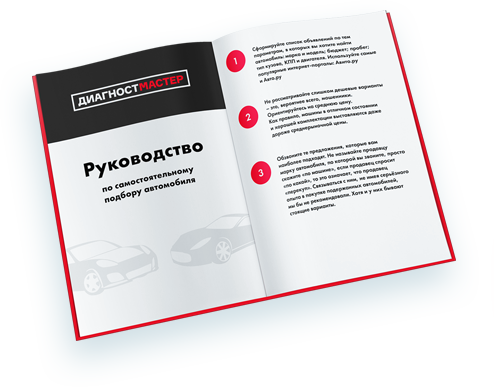 ДИАГНОСТМАСТЕР
Руководство
по самостоятельному
подбору автомобиля
1
Сформируйте список объявлений по тем
параметрам, в которых вы хотите найти
автомобиль: марка и модель; бюджет; пробег;
тип кузова, КПП и двигателя. Используйте самые
популярные интернет-порталы: Авито.ру
и Авто.ру
2
Не рассматривайте слишком дешевые варианты
– это, вероятнее всего, мошенники.
Ориентируйтесь на среднюю цену.
Как правило, машины в отличном состоянии
и хорошей комплектации выставляются даже
дороже среднерыночной цены.
3
Обзвоните те предложения, которые вам
наиболее подходят. Не называйте продавцу
марку автомобиля, по которой вы звоните, просто
скажите «по машине», если продавец спросит
«по какой», то это означает, что продавец
«перекуп». Связываться с ним, не имея серьёзного
опыта в покупке подержанных автомобилей,
мы бы не рекомендовали. Хотя и у них бывают
стоящие варианты.